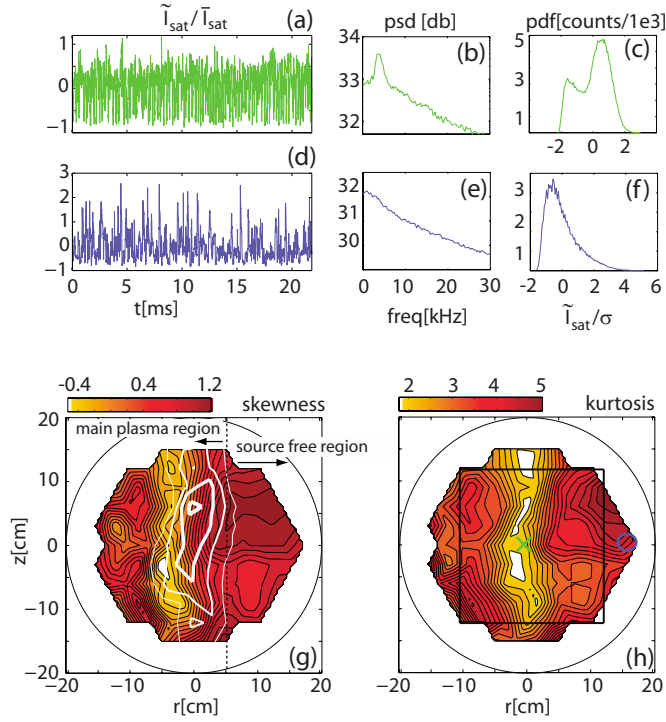 Ĩsat/Īsat
psd [db]
pdf[counts/1e3]
(a)
1
0
−1
(b)
34
33
32
(c)
5
3
1
−2 0 2
(d)
3
2
1
0
−1
0 5 10 15 20
t[ms]
(e)
32
31
30
0 10 20 30
freq[kHz]
(f)
3
2
1
−2 0 2 4 6
Ĩsat/σ
-0.4 0.4 1.2
skewness
main plasma region
source free region
20
10
0
−10
−20
z[cm]
−20 −10 0 10 20
r[cm]
(g)
2 3 4 5
kurtosis
−20 −10 0 10 20
r[cm]
(h)